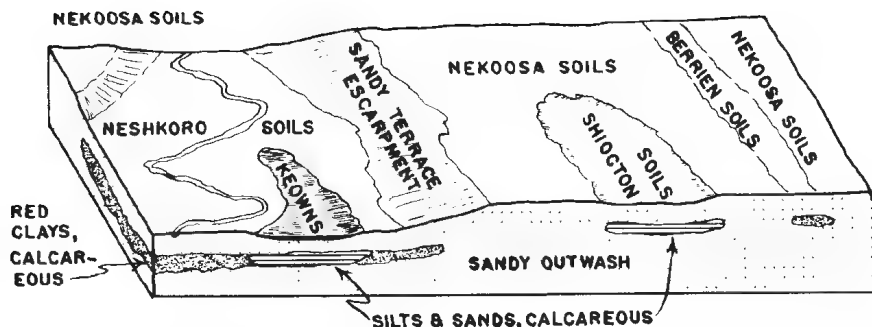 NEKOOSA SOILS
SANDY TERRACE
ESCARPMENT
NEKOOSA SOILS
BERRIEN SOILS
NEKOOSA SOILS
NESHKORO SOILS
KEOWNS
SHIOCTON
SOILS
RED
CLAYS,
CALCAR-
EOUS
SANDY OUTWASH
SILTS & SANDS, CALCAREOUS